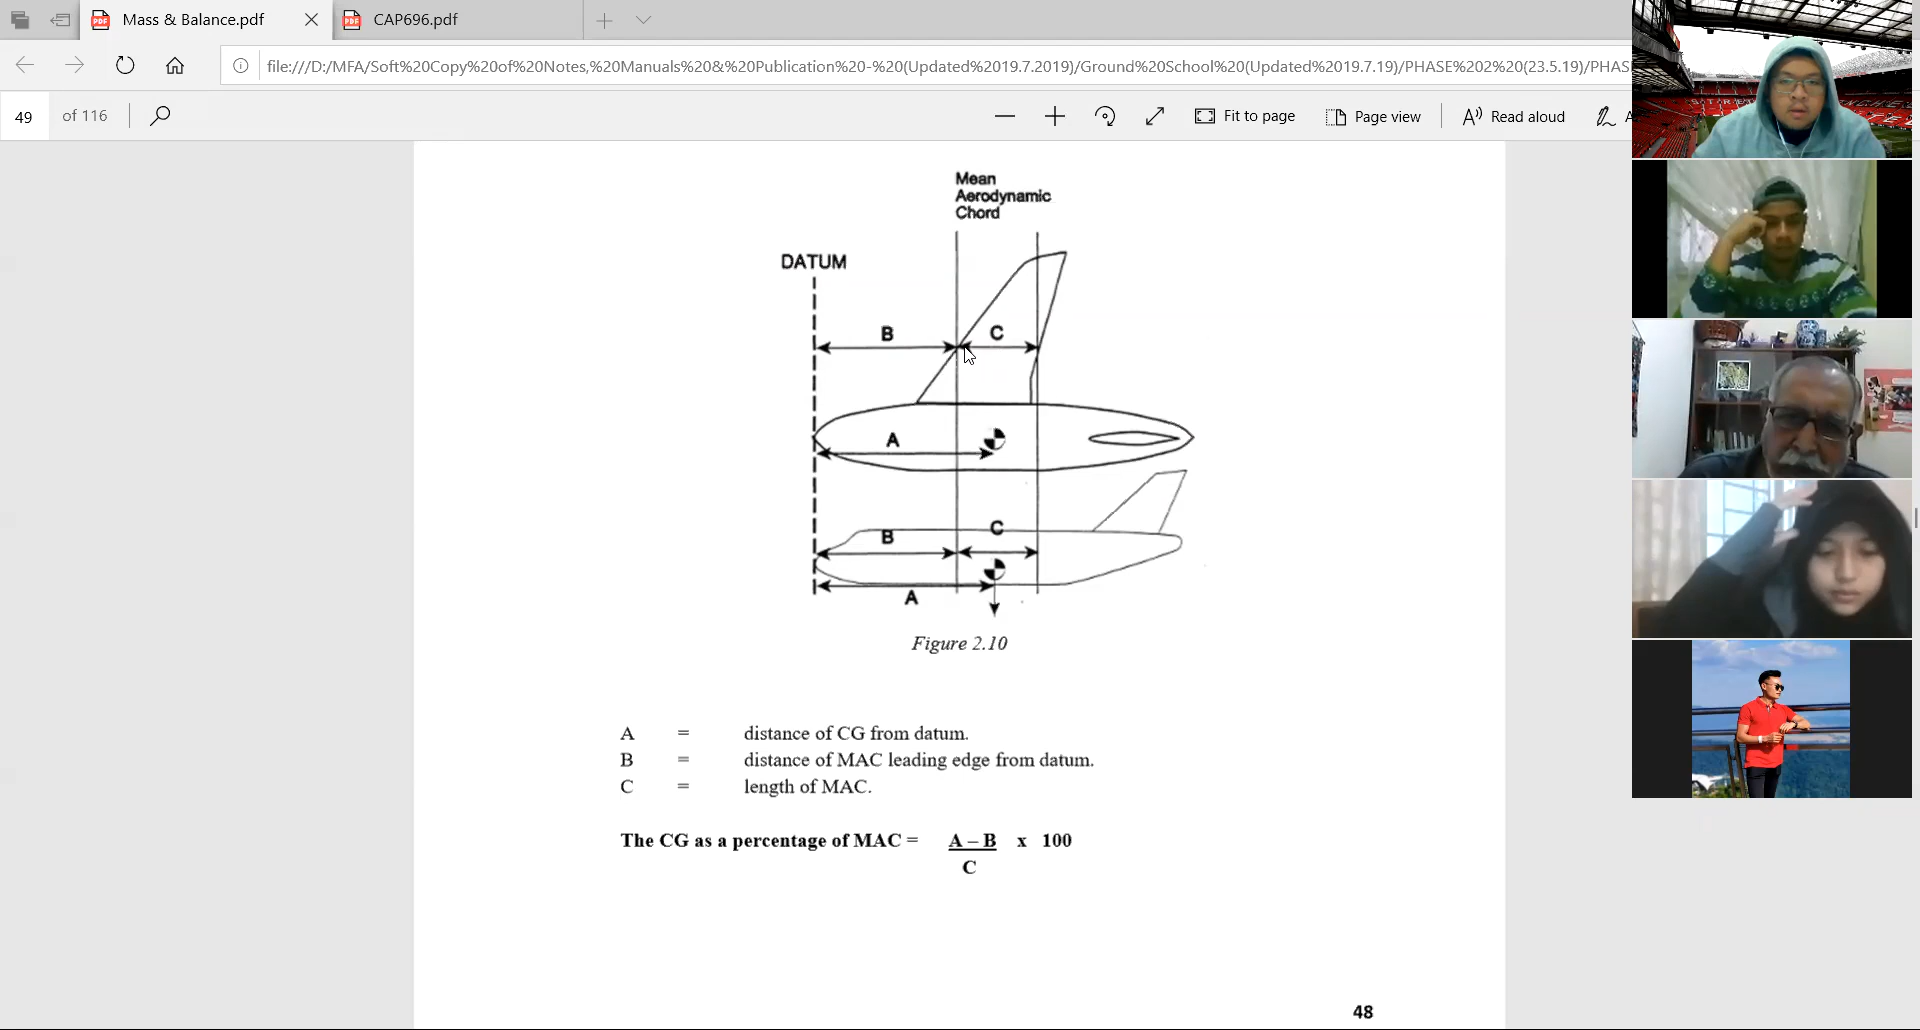 Mass & Balance.pdf
CAP696.pdf
file:///D:/MFA/Soft%20Copy%20of%20Notes,%20Manuals%20&%20Publication%20-%20(Updated%2019.7.2019)/Ground%20School%20(Updated%2019.7.19)/PHASE%202%20(23.5.19)/PHAS
49 of 116
Fit to page
Page view
Read aloud
Mean
Aerodynamic
Chord
DATUM
B C
A
C
B
A
Figure 2.10
A = distance of CG from datum.
B = distance of MAC leading edge from datum.
C = length of MAC.
The CG as a percentage of MAC = A – B x 100
C
48